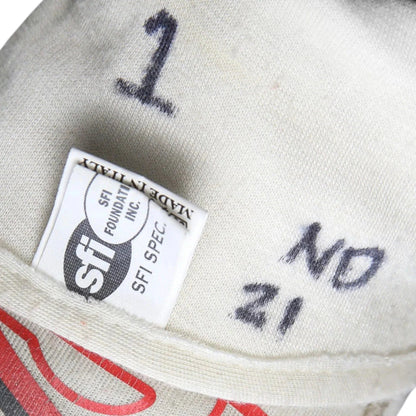 1
MADE IN ITALY
SFI
FOUNDATION
INC.
sfi
SFI SPEC.
ND
21